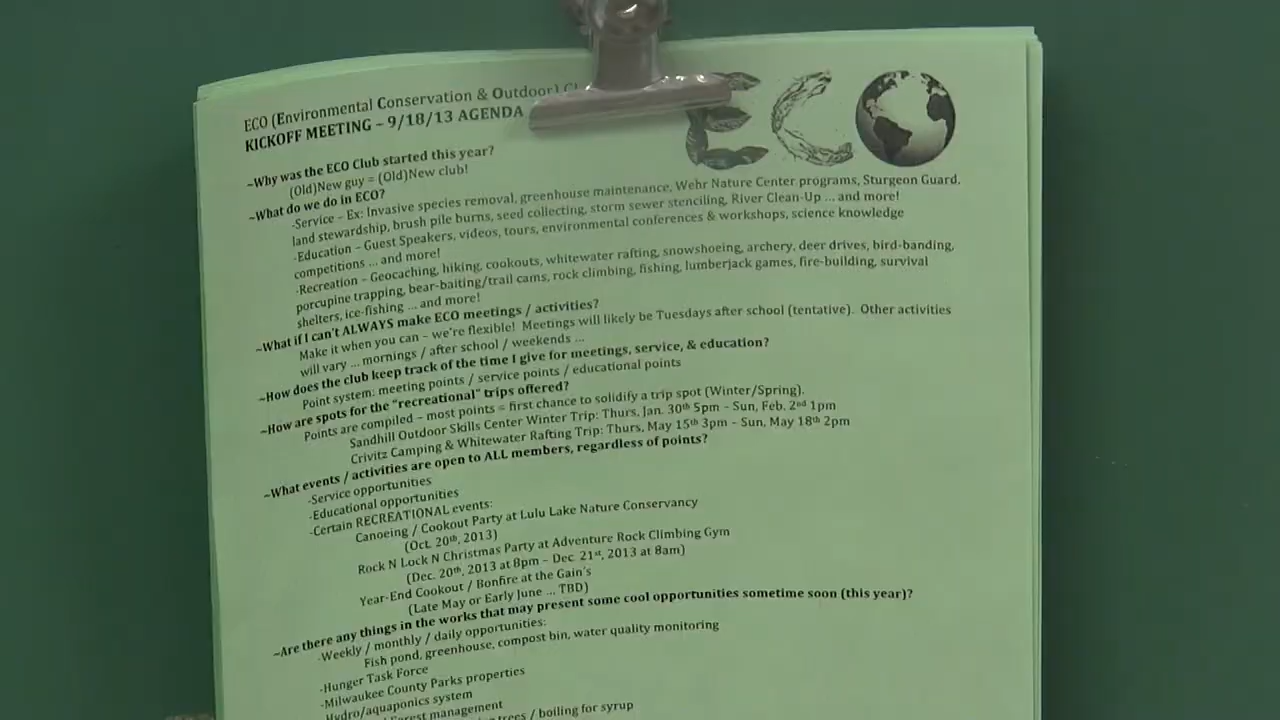 ECO (Environmental Conservation & Outdoor) Cl
ECO
KICKOFF MEETING – 9/18/13 AGENDA
~Why was the ECO Club started this year?
(Old)New guy = (Old)New club!
~What do we do in ECO?
-Service – Ex: Invasive species removal, greenhouse maintenance, Wehr Nature Center programs, Sturgeon Guard,
land stewardship, brush pile burns, seed collecting, storm sewer stenciling, River Clean-Up ... and more!
-Education – Guest Speakers, videos, tours, environmental conferences & workshops, science knowledge
competitions ... and more!
-Recreation – Geocaching, hiking, cookouts, whitewater rafting, snowshoeing, archery, deer drives, bird-banding,
porcupine trapping, bear-baiting/trail cams, rock climbing, fishing, lumberjack games, fire-building, survival
shelters, ice-fishing ... and more!
~What if I can't ALWAYS make ECO meetings / activities?
Make it when you can – we're flexible! Meetings will likely be Tuesdays after school (tentative). Other activities
will vary ... mornings / after school / weekends ...
~How does the club keep track of the time I give for meetings, service, & education?
Point system: meeting points / service points / educational points
~How are spots for the "recreational" trips offered?
Points are compiled – most points = first chance to solidify a trip spot (Winter/Spring).
Sandhill Outdoor Skills Center Winter Trip: Thurs, Jan. 30th 5pm – Sun, Feb. 2nd 1pm
Crivitz Camping & Whitewater Rafting Trip: Thurs, May 15th 3pm – Sun, May 18th 2pm
~What events / activities are open to ALL members, regardless of points?
-Service opportunities
-Educational opportunities
-Certain RECREATIONAL events:
Canoeing / Cookout Party at Lulu Lake Nature Conservancy
(Oct. 20th, 2013)
Rock N Lock N Christmas Party at Adventure Rock Climbing Gym
(Dec. 20th, 2013 at 8pm – Dec. 21st, 2013 at 8am)
Year-End Cookout / Bonfire at the Gain's
(Late May or Early June ... TBD)
~Are there any things in the works that may present some cool opportunities sometime soon (this year)?
-Weekly / monthly / daily opportunities:
Fish pond, greenhouse, compost bin, water quality monitoring
-Hunger Task Force
-Milwaukee County Parks properties
-Hydro/aquaponics system
Forest management
trees / boiling for syrup